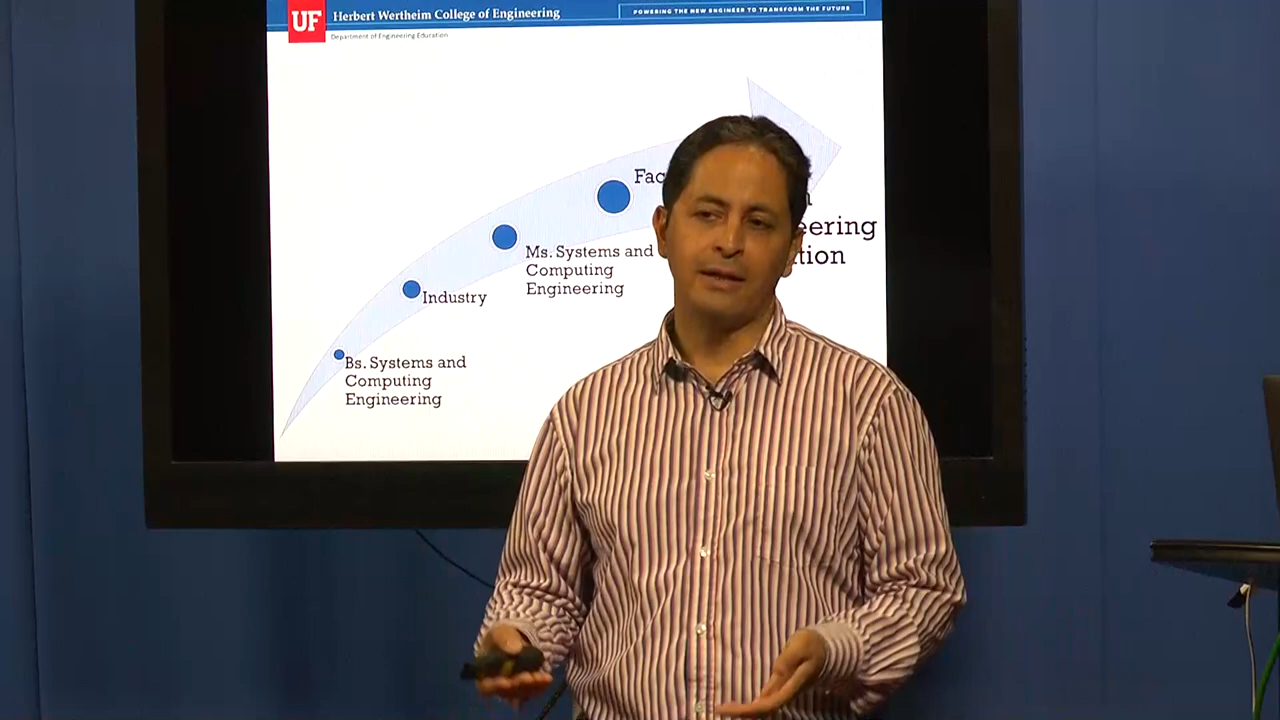 UF
Herbert Wertheim College of Engineering
POWERING THE NEW ENGINEER TO TRANSFORM THE FUTURE
Department of Engineering Education
Fac
eering
tion
Ms. Systems and
Computing
Engineering
Industry
Bs. Systems and
Computing
Engineering